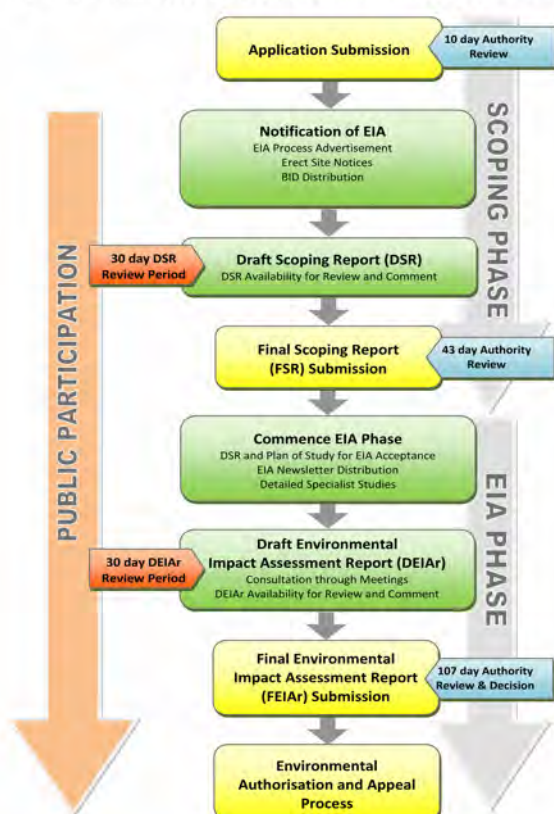 Application Submission
10 day Authority
Review
Notification of EIA
EIA Process Advertisement
Erect Site Notices
BID Distribution
SCOPING PHASE
PUBLIC PARTICIPATION
30 day DSR
Review Period
Draft Scoping Report (DSR)
DSR Availability for Review and Comment
Final Scoping Report
(FSR) Submission
43 day Authority
Review
Commence EIA Phase
DSR and Plan of Study for EIA Acceptance
EIA Newsletter Distribution
Detailed Specialist Studies
EIA PHASE
30 day DEIAr
Review Period
Draft Environmental
Impact Assessment Report (DEIAr)
Consultation through Meetings
DEIAr Availability for Review and Comment
Final Environmental
Impact Assessment Report
(FEIAr) Submission
107 day Authority
Review & Decision
Environmental
Authorisation and Appeal
Process